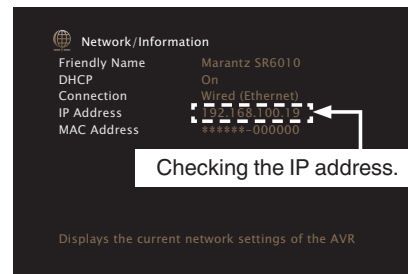 Network/Information
Friendly Name Marantz SR6010
DHCP On
Connection Wired (Ethernet)
IP Address 192.168.100.19
MAC Address ******-000000
Checking the IP address.
Displays the current network settings of the AVR